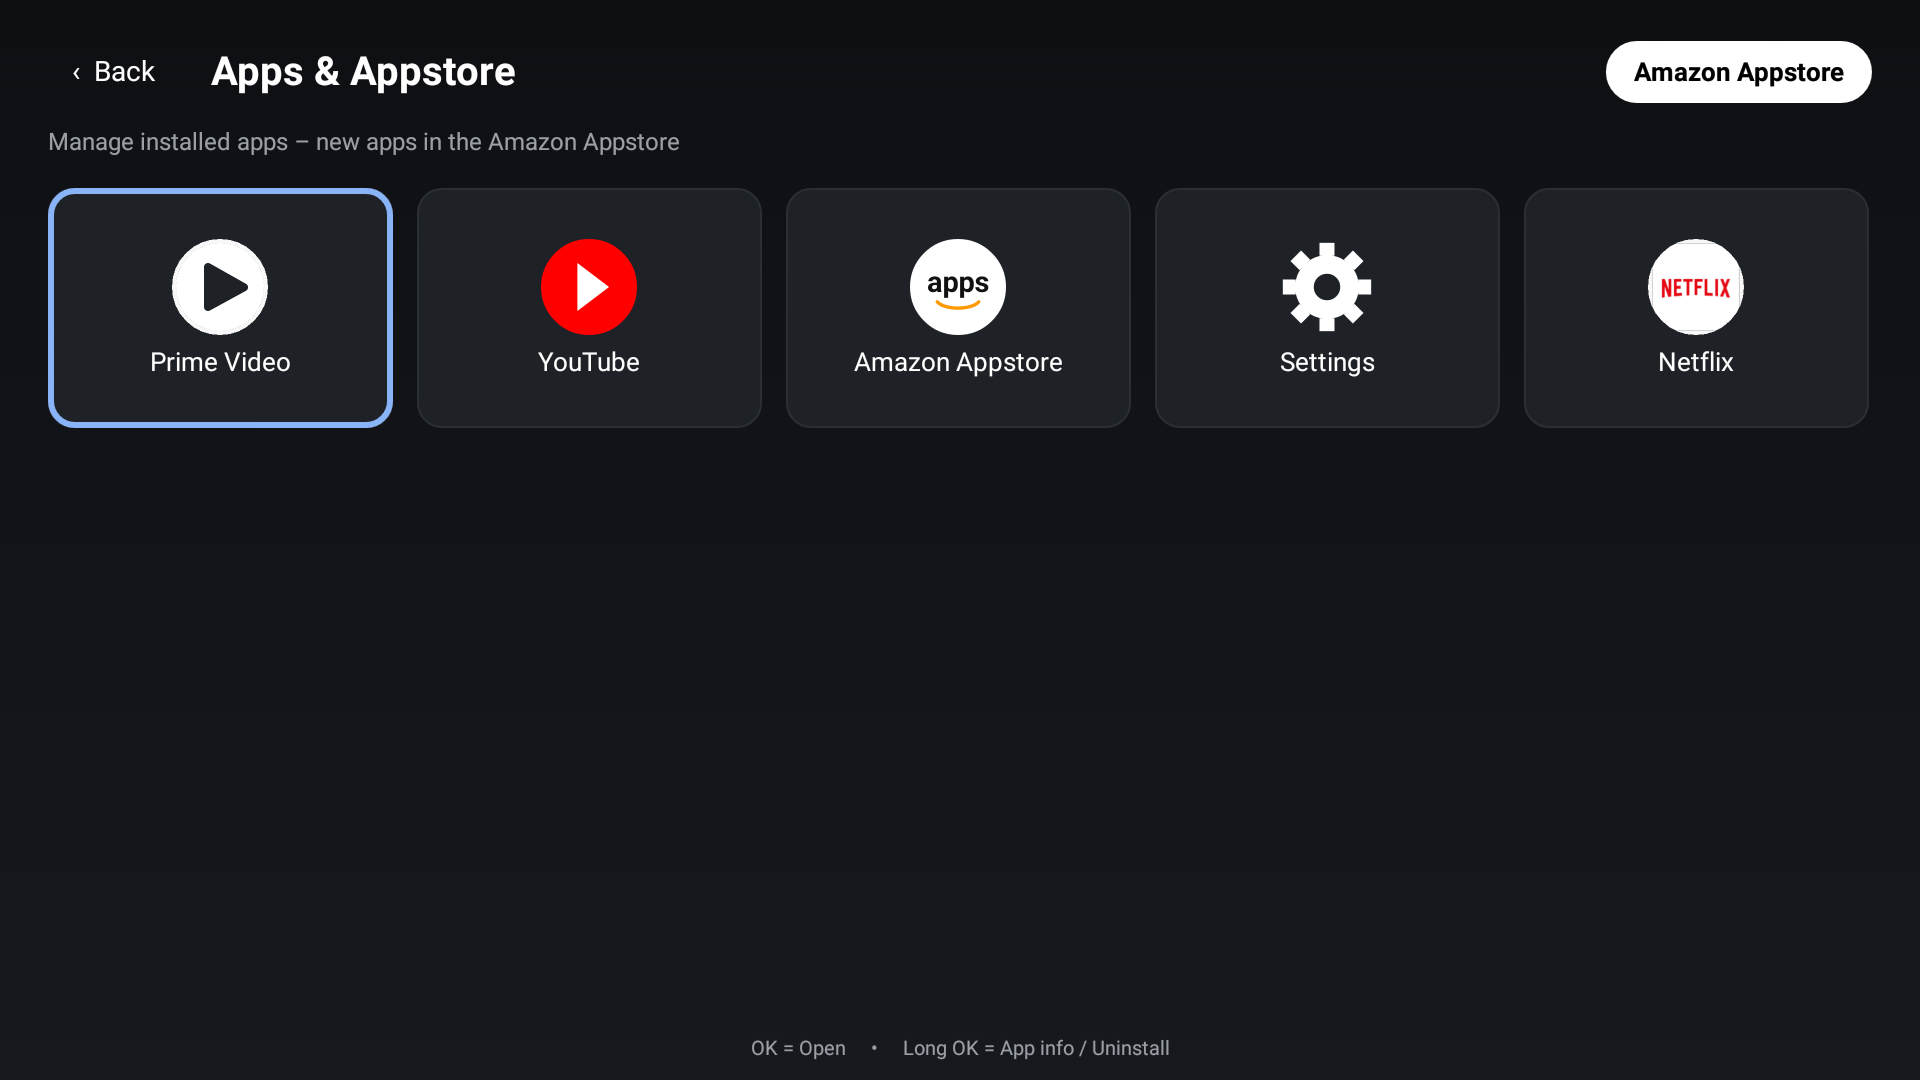 ‹ Back
Apps & Appstore
Amazon Appstore
Manage installed apps – new apps in the Amazon Appstore
Prime Video
YouTube
apps
Amazon Appstore
Settings
NETFLIX
Netflix
OK = Open • Long OK = App info / Uninstall